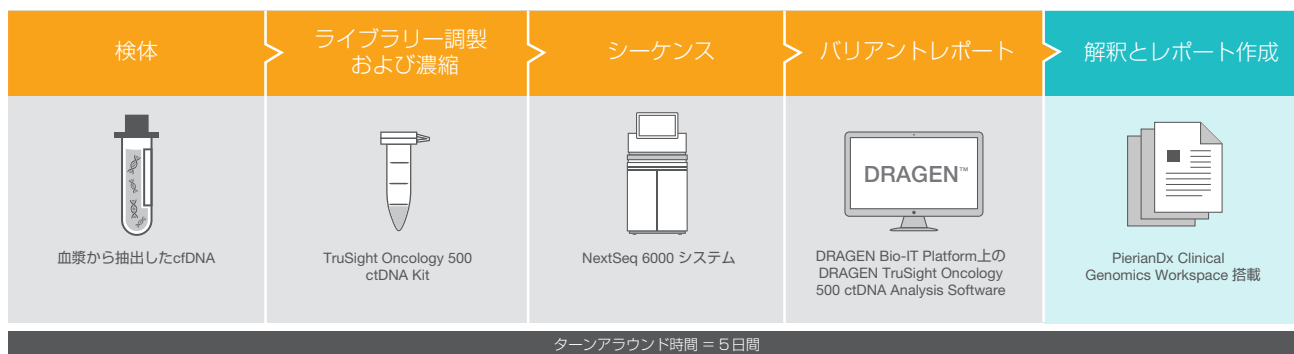 検体
ライブラリー調製
および濃縮
シーケンス
バリアントレポート
解釈とレポート作成
DRAGEN™
血漿から抽出したcfDNA
TruSight Oncology 500
ctDNA Kit
NextSeq 6000 システム
DRAGEN Bio-IT Platform上の
DRAGEN TruSight Oncology
500 ctDNA Analysis Software
PierianDx Clinical
Genomics Workspace 搭載
ターンアラウンド時間 = 5日間